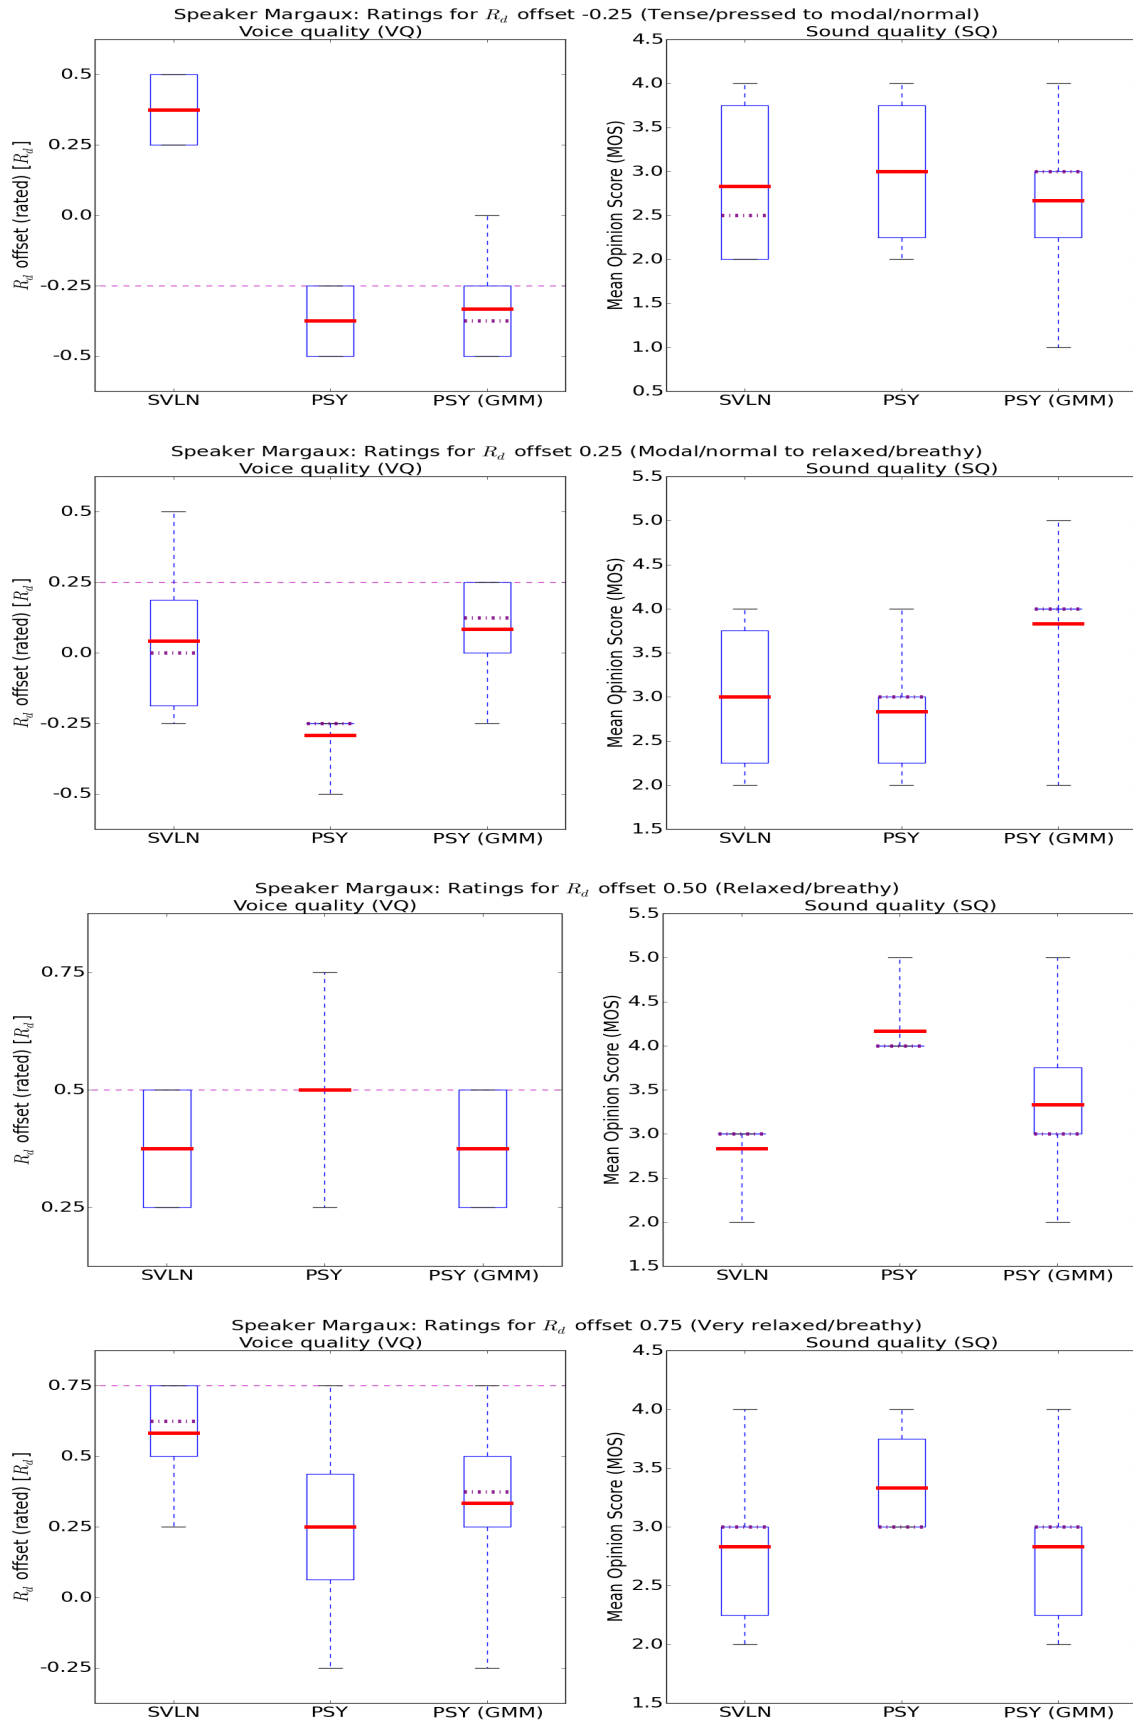 Speaker Margaux: Ratings for R_d offset -0.25 (Tense/pressed to modal/normal)
Voice quality (VQ)
Sound quality (SQ)
R_d offset (rated) [R_d]
0.5
0.25
0.0
-0.25
-0.5
SVLN PSY PSY (GMM)
Mean Opinion Score (MOS)
4.5
4.0
3.5
3.0
2.5
2.0
1.5
1.0
0.5
SVLN PSY PSY (GMM)
Speaker Margaux: Ratings for R_d offset 0.25 (Modal/normal to relaxed/breathy)
Voice quality (VQ)
Sound quality (SQ)
R_d offset (rated) [R_d]
0.5
0.25
0.0
-0.25
-0.5
SVLN PSY PSY (GMM)
Mean Opinion Score (MOS)
5.5
5.0
4.5
4.0
3.5
3.0
2.5
2.0
1.5
SVLN PSY PSY (GMM)
Speaker Margaux: Ratings for R_d offset 0.50 (Relaxed/breathy)
Voice quality (VQ)
Sound quality (SQ)
R_d offset (rated) [R_d]
0.75
0.5
0.25
SVLN PSY PSY (GMM)
Mean Opinion Score (MOS)
5.5
5.0
4.5
4.0
3.5
3.0
2.5
2.0
1.5
SVLN PSY PSY (GMM)
Speaker Margaux: Ratings for R_d offset 0.75 (Very relaxed/breathy)
Voice quality (VQ)
Sound quality (SQ)
R_d offset (rated) [R_d]
0.75
0.5
0.25
0.0
-0.25
SVLN PSY PSY (GMM)
Mean Opinion Score (MOS)
4.5
4.0
3.5
3.0
2.5
2.0
1.5
SVLN PSY PSY (GMM)